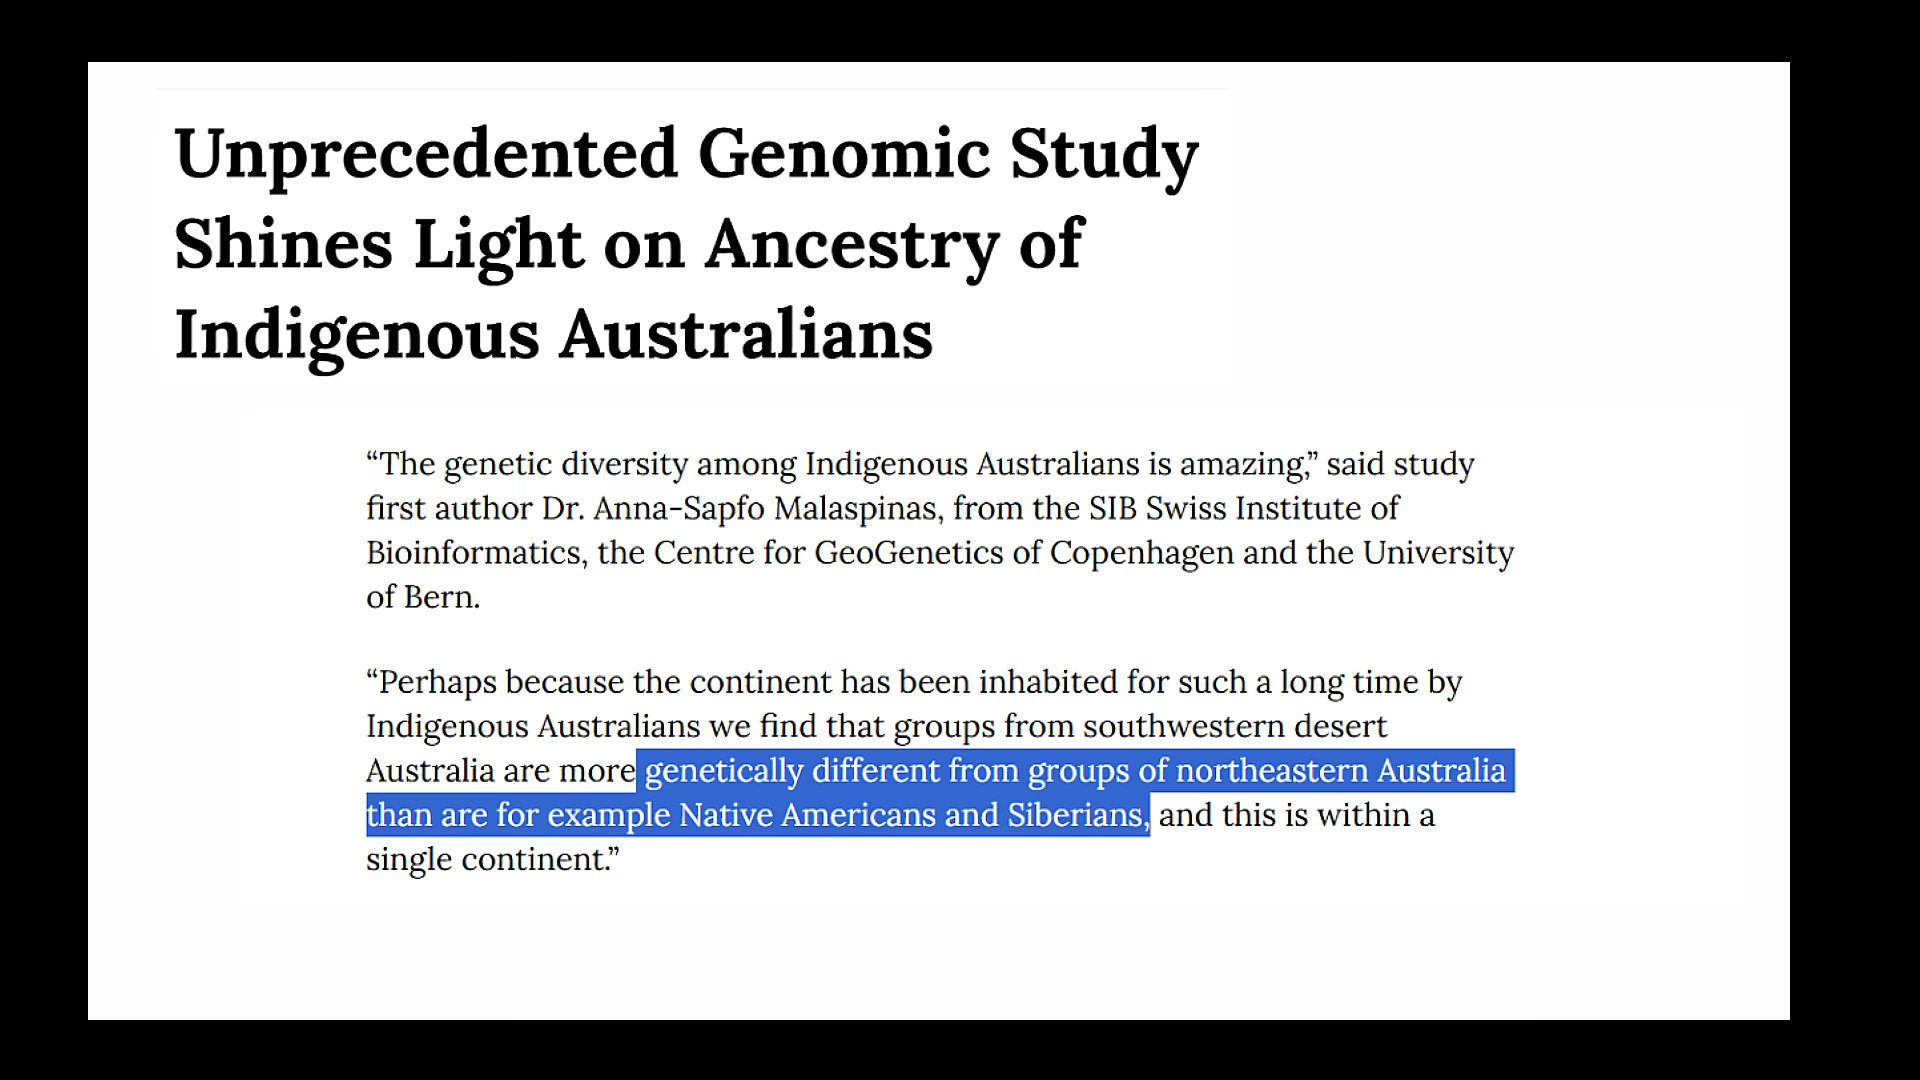 Unprecedented Genomic Study
Shines Light on Ancestry of
Indigenous Australians
“The genetic diversity among Indigenous Australians is amazing,” said study
first author Dr. Anna-Sapfo Malaspinas, from the SIB Swiss Institute of
Bioinformatics, the Centre for GeoGenetics of Copenhagen and the University
of Bern.
“Perhaps because the continent has been inhabited for such a long time by
Indigenous Australians we find that groups from southwestern desert
Australia are more genetically different from groups of northeastern Australia
than are for example Native Americans and Siberians, and this is within a
single continent.”